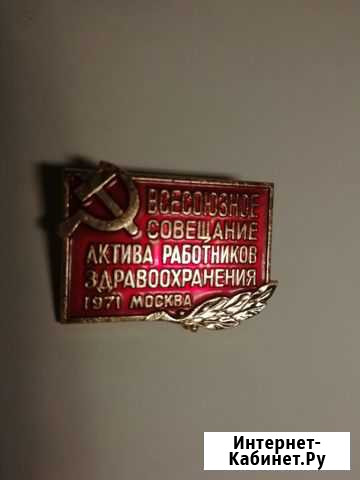 ВСЕСОЮЗНОЕ
СОВЕЩАНИЕ
АКТИВА РАБОТНИКОВ
ЗДРАВООХРАНЕНИЯ
1971 МОСКВА
Интернет-
Кабинет.Ру